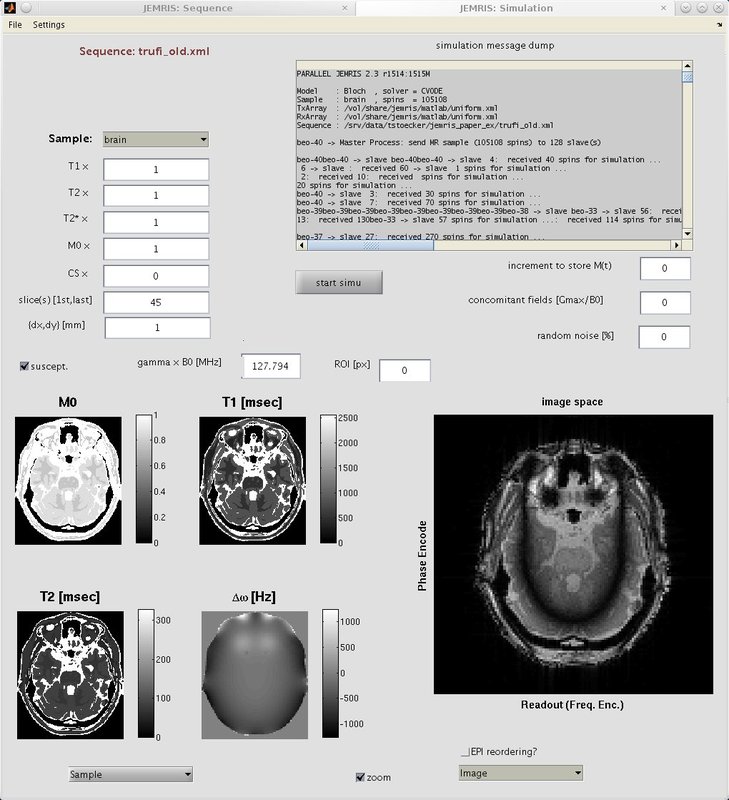 JEMRIS: Sequence
JEMRIS: Simulation
File Settings
Sequence: trufi_old.xml
simulation message dump
PARALLEL JEMRIS 2.3 r1514:1515M
Model : Bloch , solver = CVODE
Sample : brain , spins = 105108
TxArray : /vol/share/jemris/matlab/uniform.xml
RxArray : /vol/share/jemris/matlab/uniform.xml
Sequence : /srv/data/tstoecker/jemris_paper_ex/trufi_old.xml
beo-40 -> Master Process: send MR sample (105108 spins) to 128 slave(s)
beo-40beo-40 -> slave beo-40beo-40 -> slave 4: received 40 spins for simulation ...
6 -> slave : received 60 -> slave 1 spins for simulation ...
2: received 10: received spins for simulation ...
20 spins for simulation ...
beo-40 -> slave 3: received 30 spins for simulation ...
beo-40 -> slave 7: received 70 spins for simulation ...
beo-39beo-39beo-39beo-39beo-39beo-39beo-38 -> slave beo-33 -> slave 56: recei
13: received 130beo-33 -> slave 57 spins for simulation ...: received 114 spins for simu
beo-37 -> slave 27: received 270 spins for simulation ...
Sample: brain
T1 × 1
T2 × 1
T2* × 1
M0 × 1
CS × 0
slice(s) [1st,last] 45
(dx,dy) [mm] 1
start simu
increment to store M(t) 0
concomitant fields [Gmax/B0] 0
random noise [%] 0
suscept.
gamma × B0 [MHz] 127.794
ROI [px] 0
M0
1
0.8
0.6
0.4
0.2
0
T1 [msec]
2500
2000
1500
1000
500
0
image space
Phase Encode
Readout (Freq. Enc.)
T2 [msec]
300
200
100
0
Δω [Hz]
1000
500
0
-500
-1000
EPI reordering?
Sample
zoom
Image